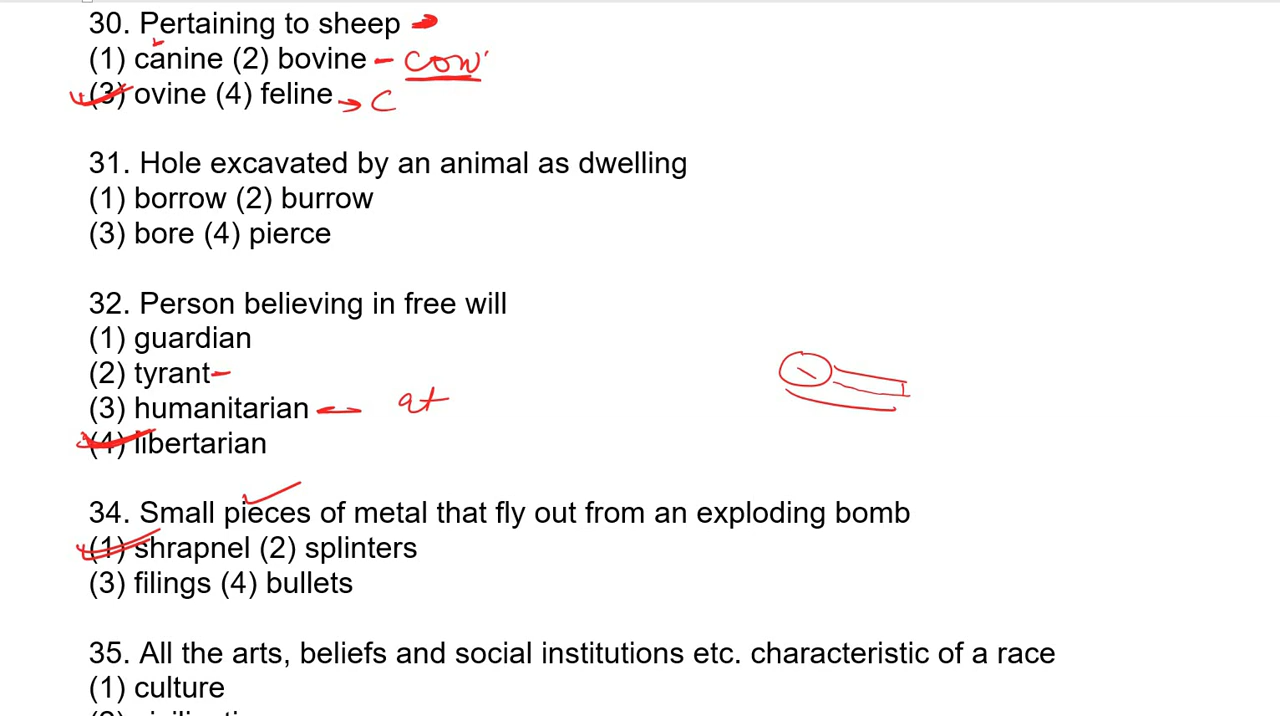 30. Pertaining to sheep
(1) canine (2) bovine - cow
(3) ovine (4) feline → C
31. Hole excavated by an animal as dwelling
(1) borrow (2) burrow
(3) bore (4) pierce
32. Person believing in free will
(1) guardian
(2) tyrant
(3) humanitarian
(4) libertarian
34. Small pieces of metal that fly out from an exploding bomb
(1) shrapnel (2) splinters
(3) filings (4) bullets
35. All the arts, beliefs and social institutions etc. characteristic of a race
(1) culture